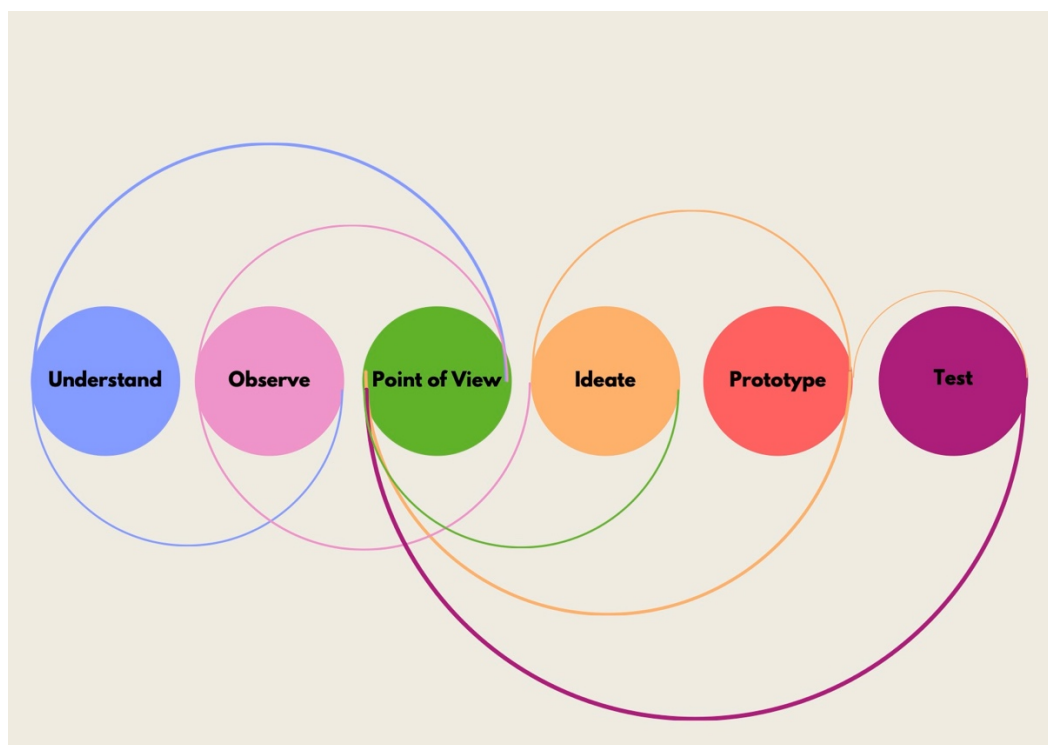 Understand
Observe
Point of View
Ideate
Prototype
Test